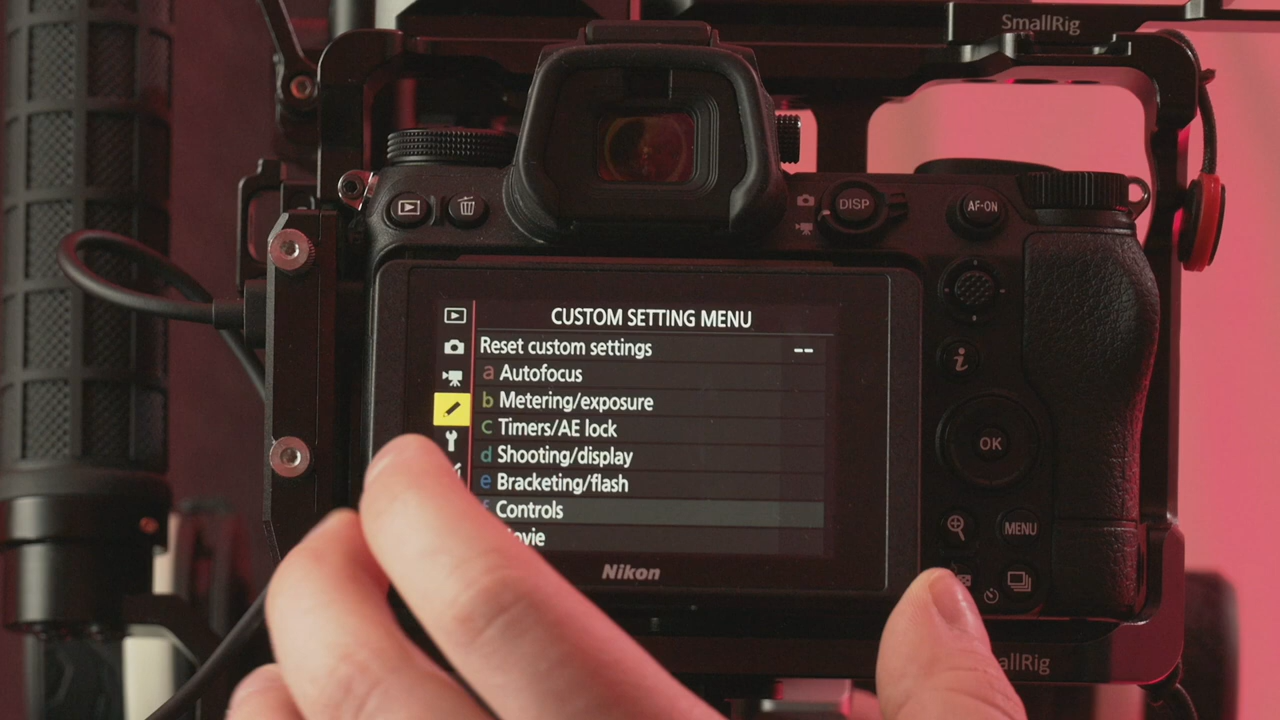 SmallRig
DISP
AF-ON
CUSTOM SETTING MENU
Reset custom settings --
a Autofocus
b Metering/exposure
c Timers/AE lock
d Shooting/display
e Bracketing/flash
Controls
i
OK
MENU
Nikon
allRig